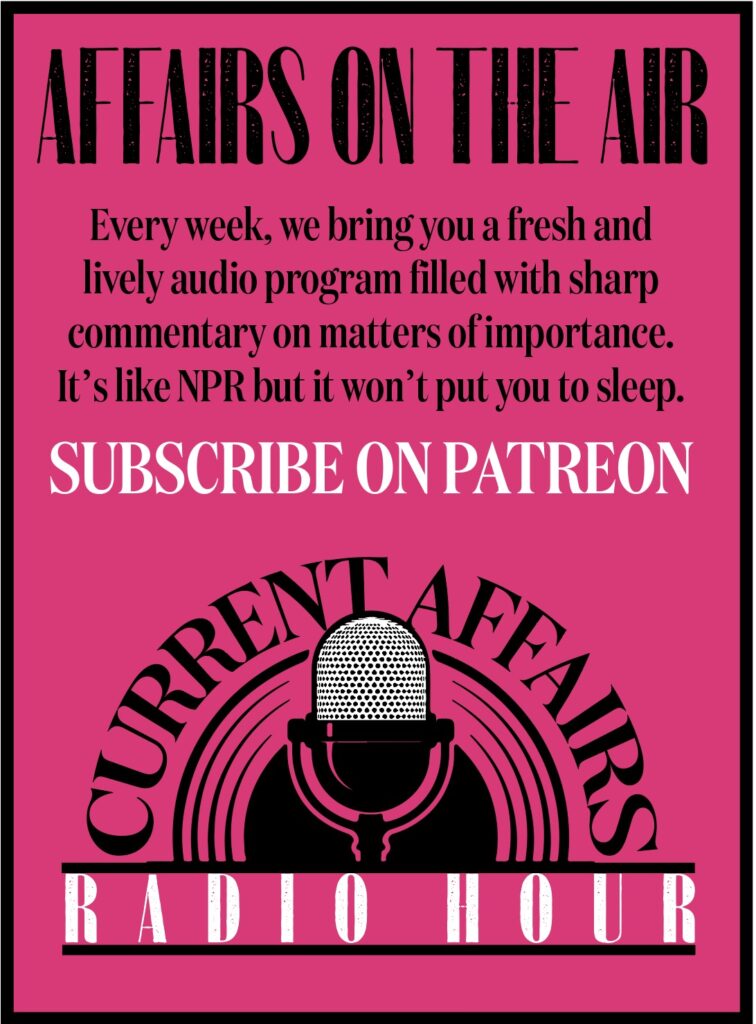 AFFAIRS ON THE AIR
Every week, we bring you a fresh and
lively audio program filled with sharp
commentary on matters of importance.
It’s like NPR but it won’t put you to sleep.
SUBSCRIBE ON PATREON
CURRENT AFFAIRS
RADIO HOUR